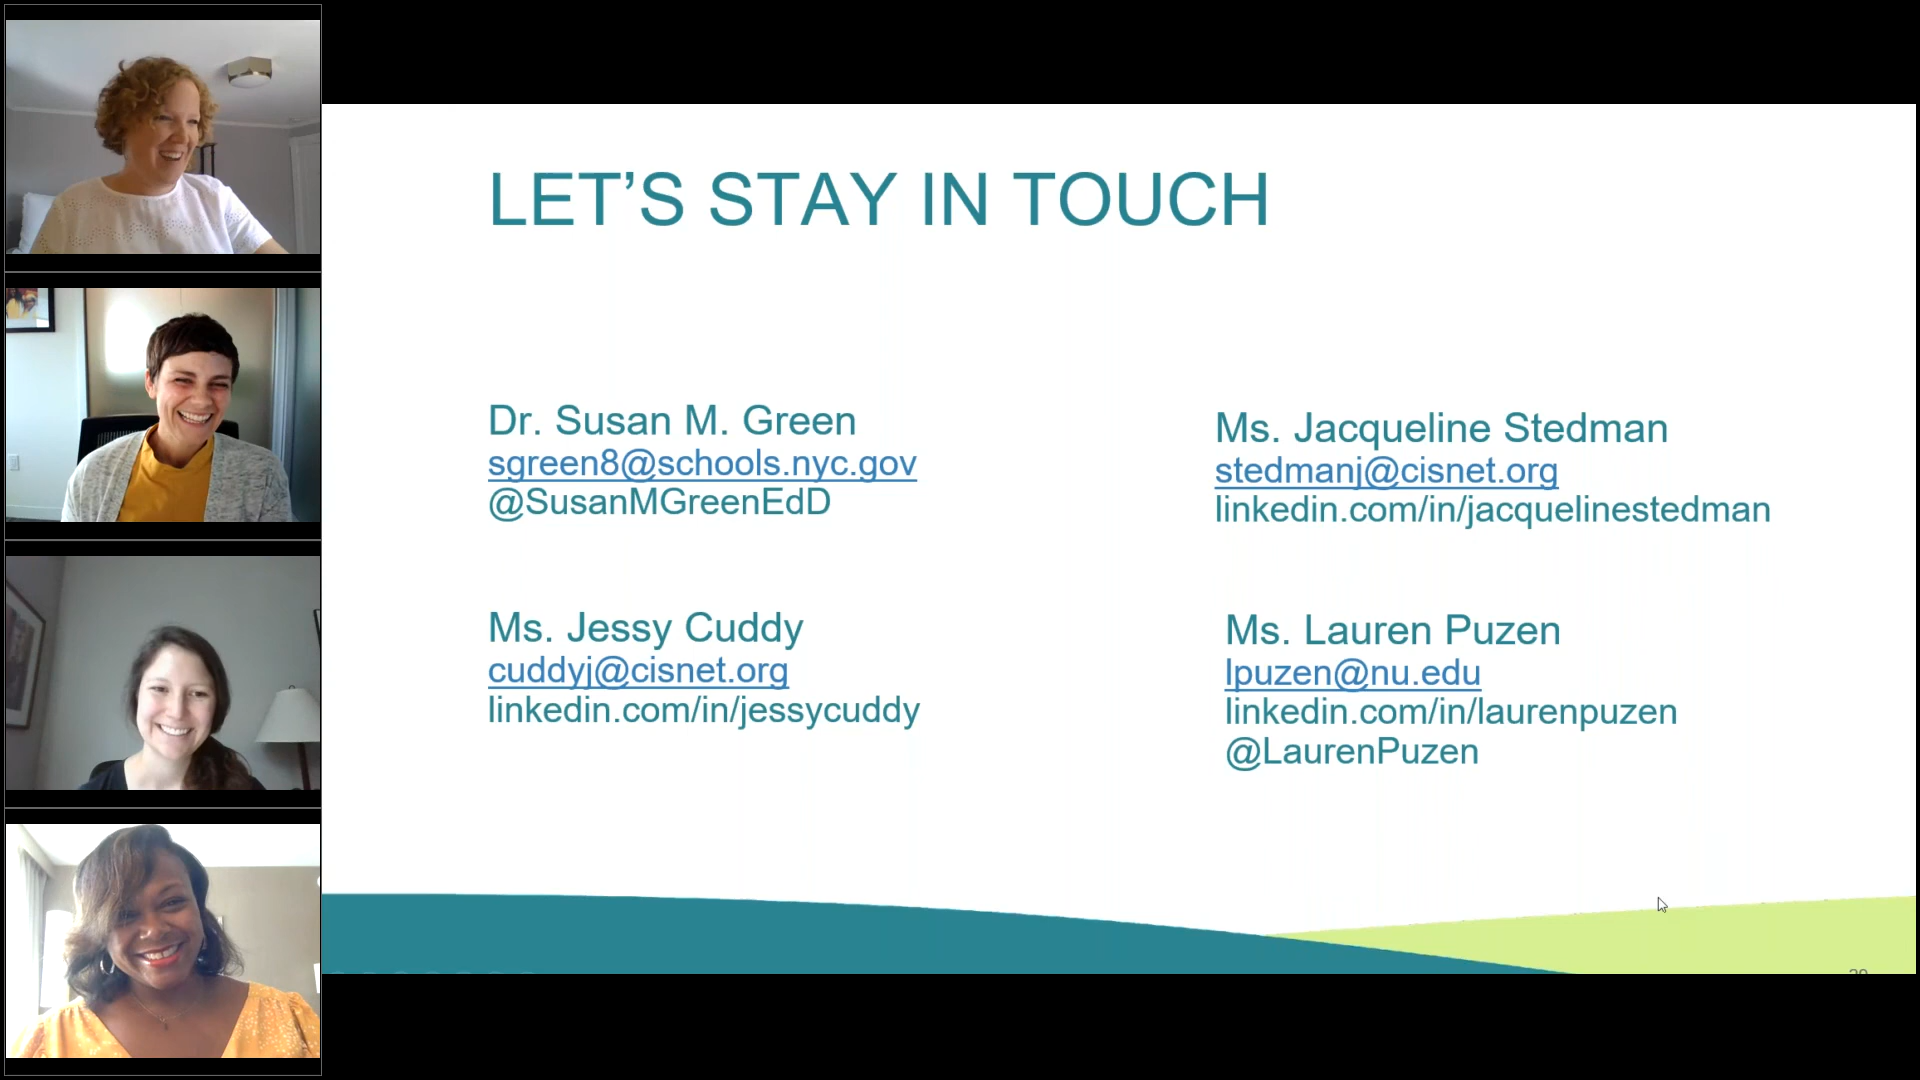 LET’S STAY IN TOUCH
Dr. Susan M. Green
sgreen8@schools.nyc.gov
@SusanMGreenEdD
Ms. Jacqueline Stedman
stedmanj@cisnet.org
linkedin.com/in/jacquelinestedman
Ms. Jessy Cuddy
cuddyj@cisnet.org
linkedin.com/in/jessycuddy
Ms. Lauren Puzen
lpuzen@nu.edu
linkedin.com/in/laurenpuzen
@LaurenPuzen